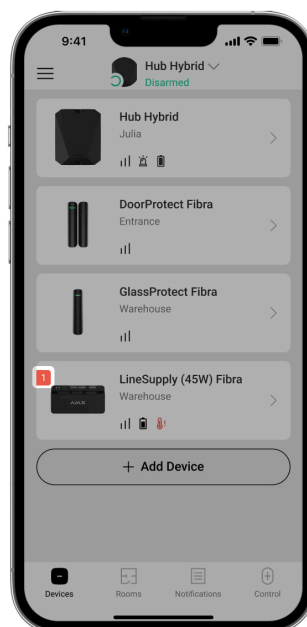 9:41
Hub Hybrid
Disarmed
Hub Hybrid
Julia
DoorProtect Fibra
Entrance
GlassProtect Fibra
Warehouse
1
LineSupply (45W) Fibra
AJAX
Warehouse
+ Add Device
Devices Rooms Notifications Control